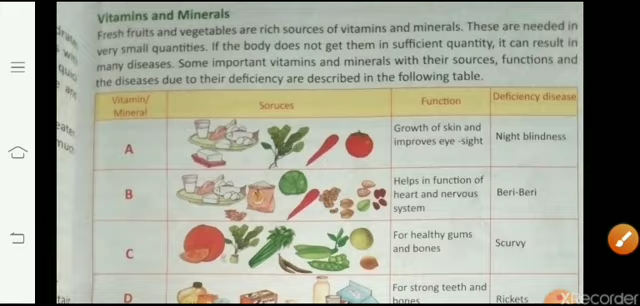 Vitamins and Minerals
Fresh fruits and vegetables are rich sources of vitamins and minerals. These are needed in
very small quantities. If the body does not get them in sufficient quantity, it can result in
many diseases. Some important vitamins and minerals with their sources, functions and
the diseases due to their deficiency are described in the following table.
Vitamin/ Mineral
Soruces
Function
Deficiency disease
A
Growth of skin and
improves eye -sight
Night blindness
B
Helps in function of
heart and nervous
system
Beri-Beri
C
For healthy gums
and bones
Scurvy
D
For strong teeth and
bones
Rickets
XRecorder